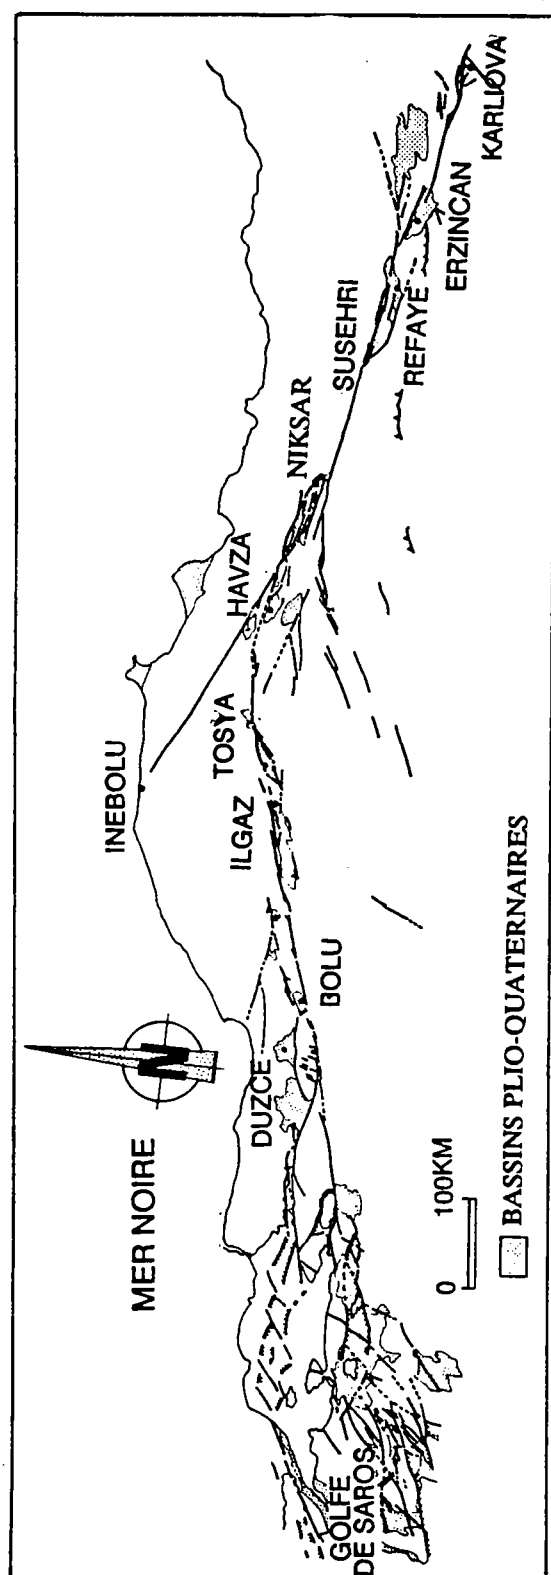 MER NOIRE
N
INEBOLU
HAVZA
NIKSAR
SUSEHRI
REFAYE
ERZINCAN
KARLIOVA
TOSYA
ILGAZ
BOLU
DUZCE
GOLFE
DE SAROS
0 100KM
BASSINS PLIO-QUATERNAIRES